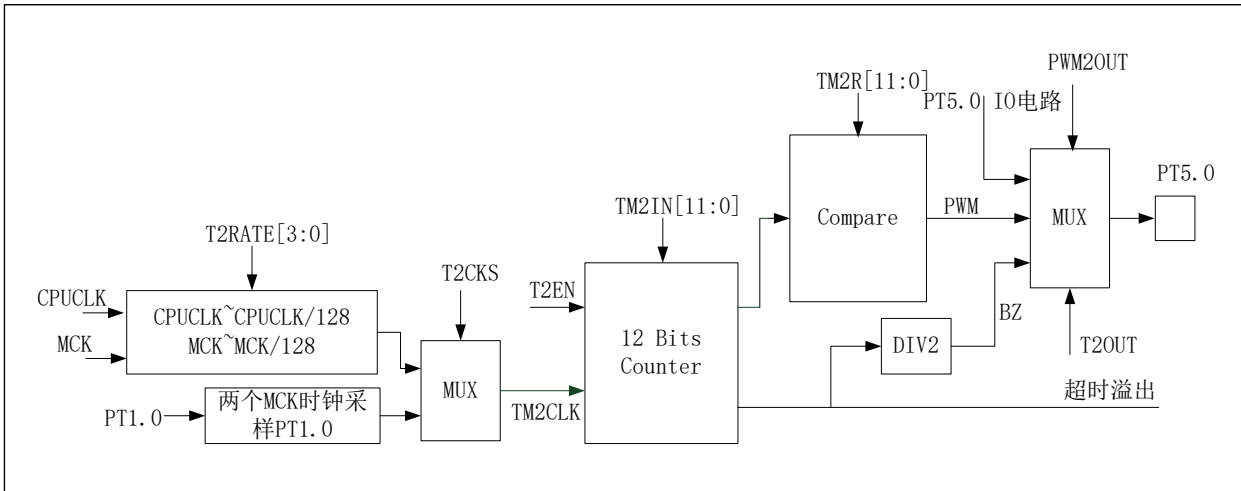 PWM2OUT
TM2R[11:0]
PT5.0 IO电路
PT5.0
TM2IN[11:0]
Compare
PWM
MUX
T2RATE[3:0]
T2CKS
T2EN
CPUCLK
CPUCLK~CPUCLK/128
MCK~MCK/128
MCK
12 Bits
Counter
BZ
DIV2
T2OUT
MUX
TM2CLK
超时溢出
PT1.0
两个MCK时钟采
样PT1.0